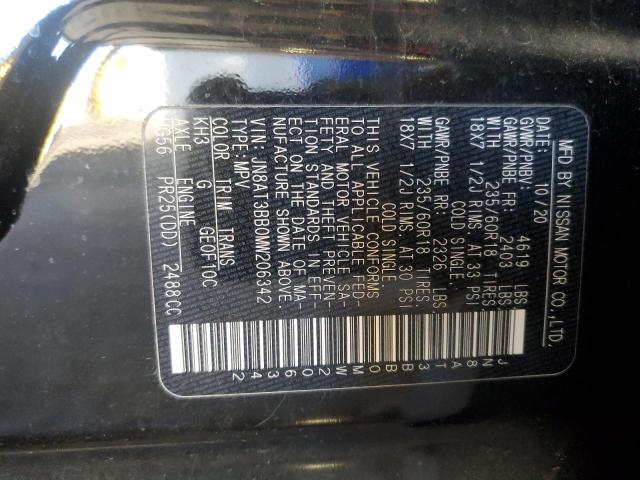 MFD BY NISSAN MOTOR CO., LTD.
DATE: 10/20
GVWR/PNBV: 4619 LBS.
GAWR/PNBE FR: 2403 LBS.
WITH 235/60R18 TIRES
18X7 1/2J RIMS, AT 33 PSI
COLD SINGLE.
GAWR/PNBE RR: 2326 LBS.
WITH 235/60R18 TIRES
18X7 1/2J RIMS, AT 30 PSI
COLD SINGLE.
THIS VEHICLE CONFORMS
TO ALL APPLICABLE FED-
ERAL MOTOR VEHICLE SA-
FETY AND THEFT PREVEN-
TION STANDARDS IN EFF-
ECT ON THE DATE OF MA-
NUFACTURE SHOWN ABOVE.
VIN: JN8AT3BB0MW206342
TYPE: MPV
COLOR TRIM TRANS
KH3 G GE0F10C
AXLE ENGINE
HG56 PR25(DD) 2488CC
JN8AT3BB0MW206342